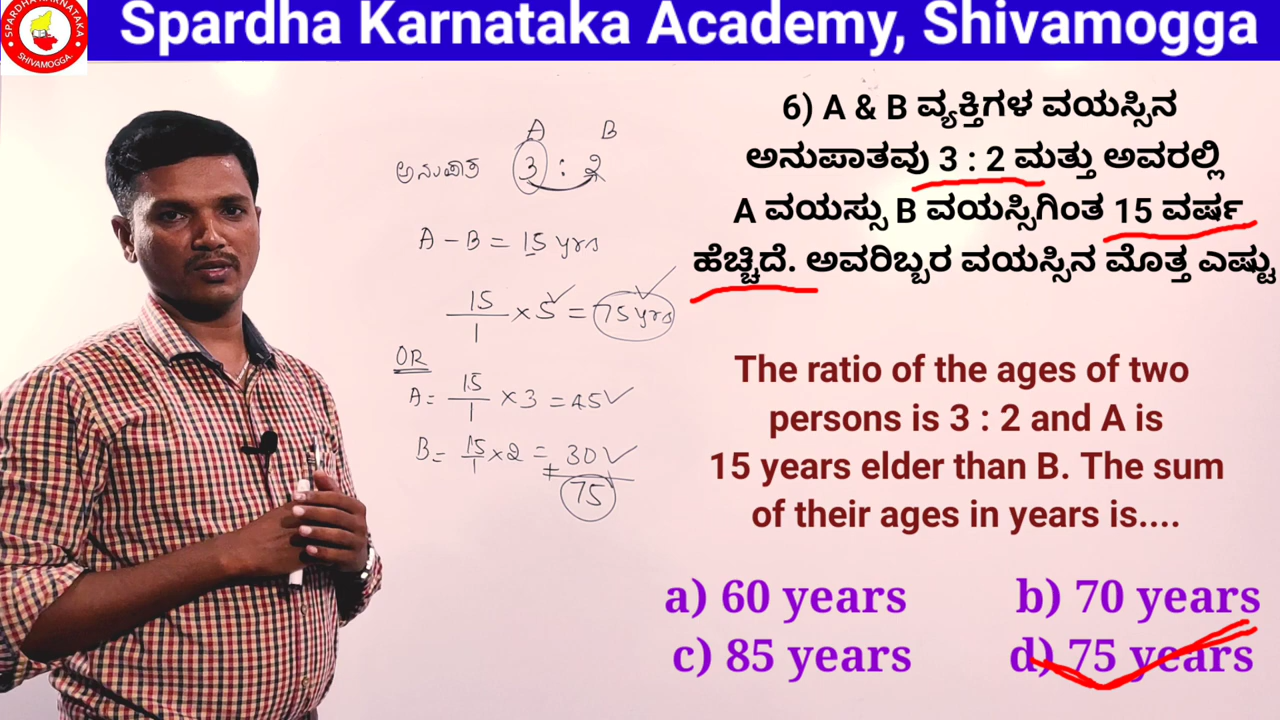 SPARDHA KARNATAKA
SHIVAMOGGA.
Spardha Karnataka Academy, Shivamogga
A B
ಅನುಪಾತ 3 : 2
A - B = 15 yrs
15/1 × 5 = 75 yrs
OR
A = 15/1 × 3 = 45
B = 15/1 × 2 = 30
+
75
6) A & B ವ್ಯಕ್ತಿಗಳ ವಯಸ್ಸಿನ
ಅನುಪಾತವು 3 : 2 ಮತ್ತು ಅವರಲ್ಲಿ
A ವಯಸ್ಸು B ವಯಸ್ಸಿಗಿಂತ 15 ವರ್ಷ
ಹೆಚ್ಚಿದೆ. ಅವರಿಬ್ಬರ ವಯಸ್ಸಿನ ಮೊತ್ತ ಎಷ್ಟು
The ratio of the ages of two
persons is 3 : 2 and A is
15 years elder than B. The sum
of their ages in years is....
a) 60 years b) 70 years
c) 85 years d) 75 years